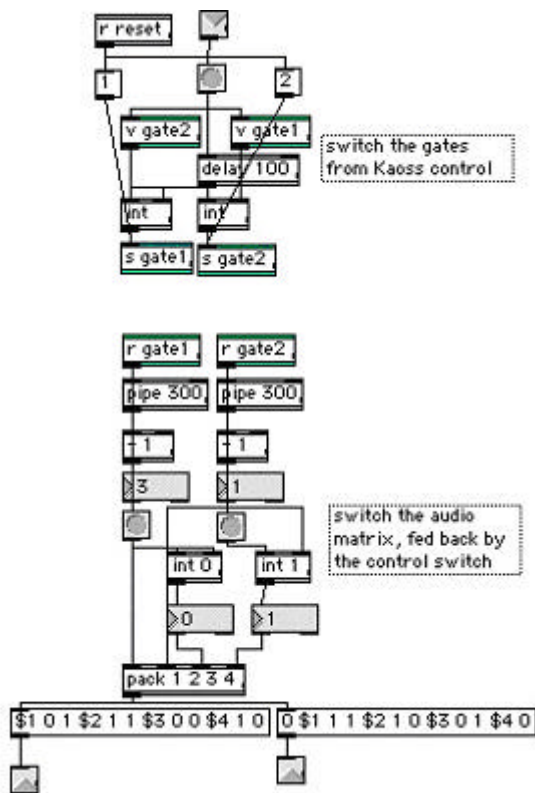 r reset
1
2
v gate2
v gate1
switch the gates
from Kaoss control
delay 100
int
int
s gate1
s gate2
r gate1
r gate2
pipe 300
pipe 300
- 1
- 1
3
1
switch the audio
matrix, fed back by
the control switch
int 0
int 1
0
1
pack 1 2 3 4
$1 0 1 $2 1 1 $3 0 0 $4 1 0
0 $1 1 1 $2 1 0 $3 0 1 $4 0